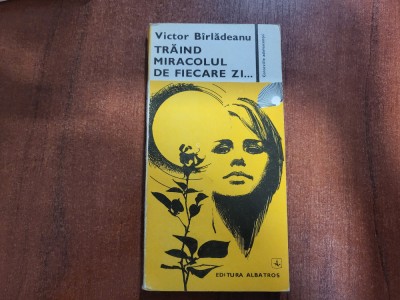 Victor Bîrlădeanu
TRĂIND
MIRACOLUL
DE FIECARE ZI...
EDITURA ALBATROS